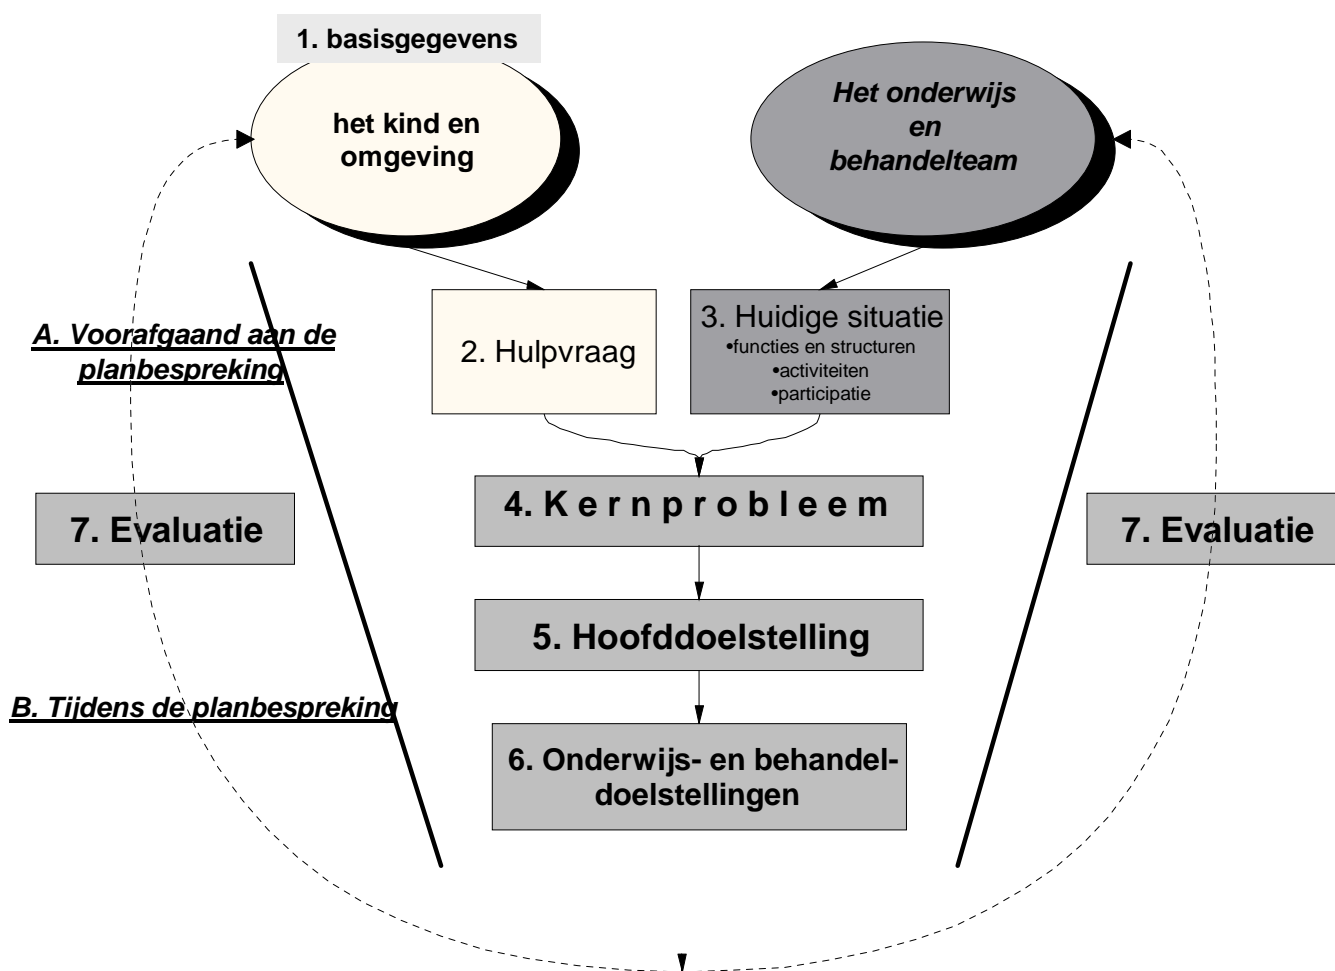 1. basisgegevens
het kind en
omgeving
Het onderwijs
en
behandelteam
A. Voorafgaand aan de
planbespreking
2. Hulpvraag
3. Huidige situatie
•functies en structuren
•activiteiten
•participatie
4. K e r n p r o b l e e m
7. Evaluatie
7. Evaluatie
5. Hoofddoelstelling
B. Tijdens de planbespreking
6. Onderwijs- en behandel-
doelstellingen